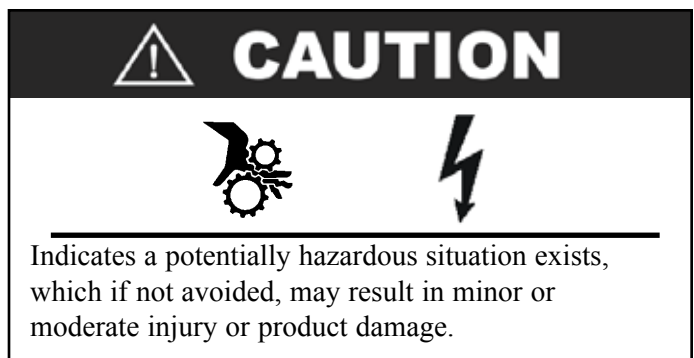 CAUTION
Indicates a potentially hazardous situation exists,
which if not avoided, may result in minor or
moderate injury or product damage.